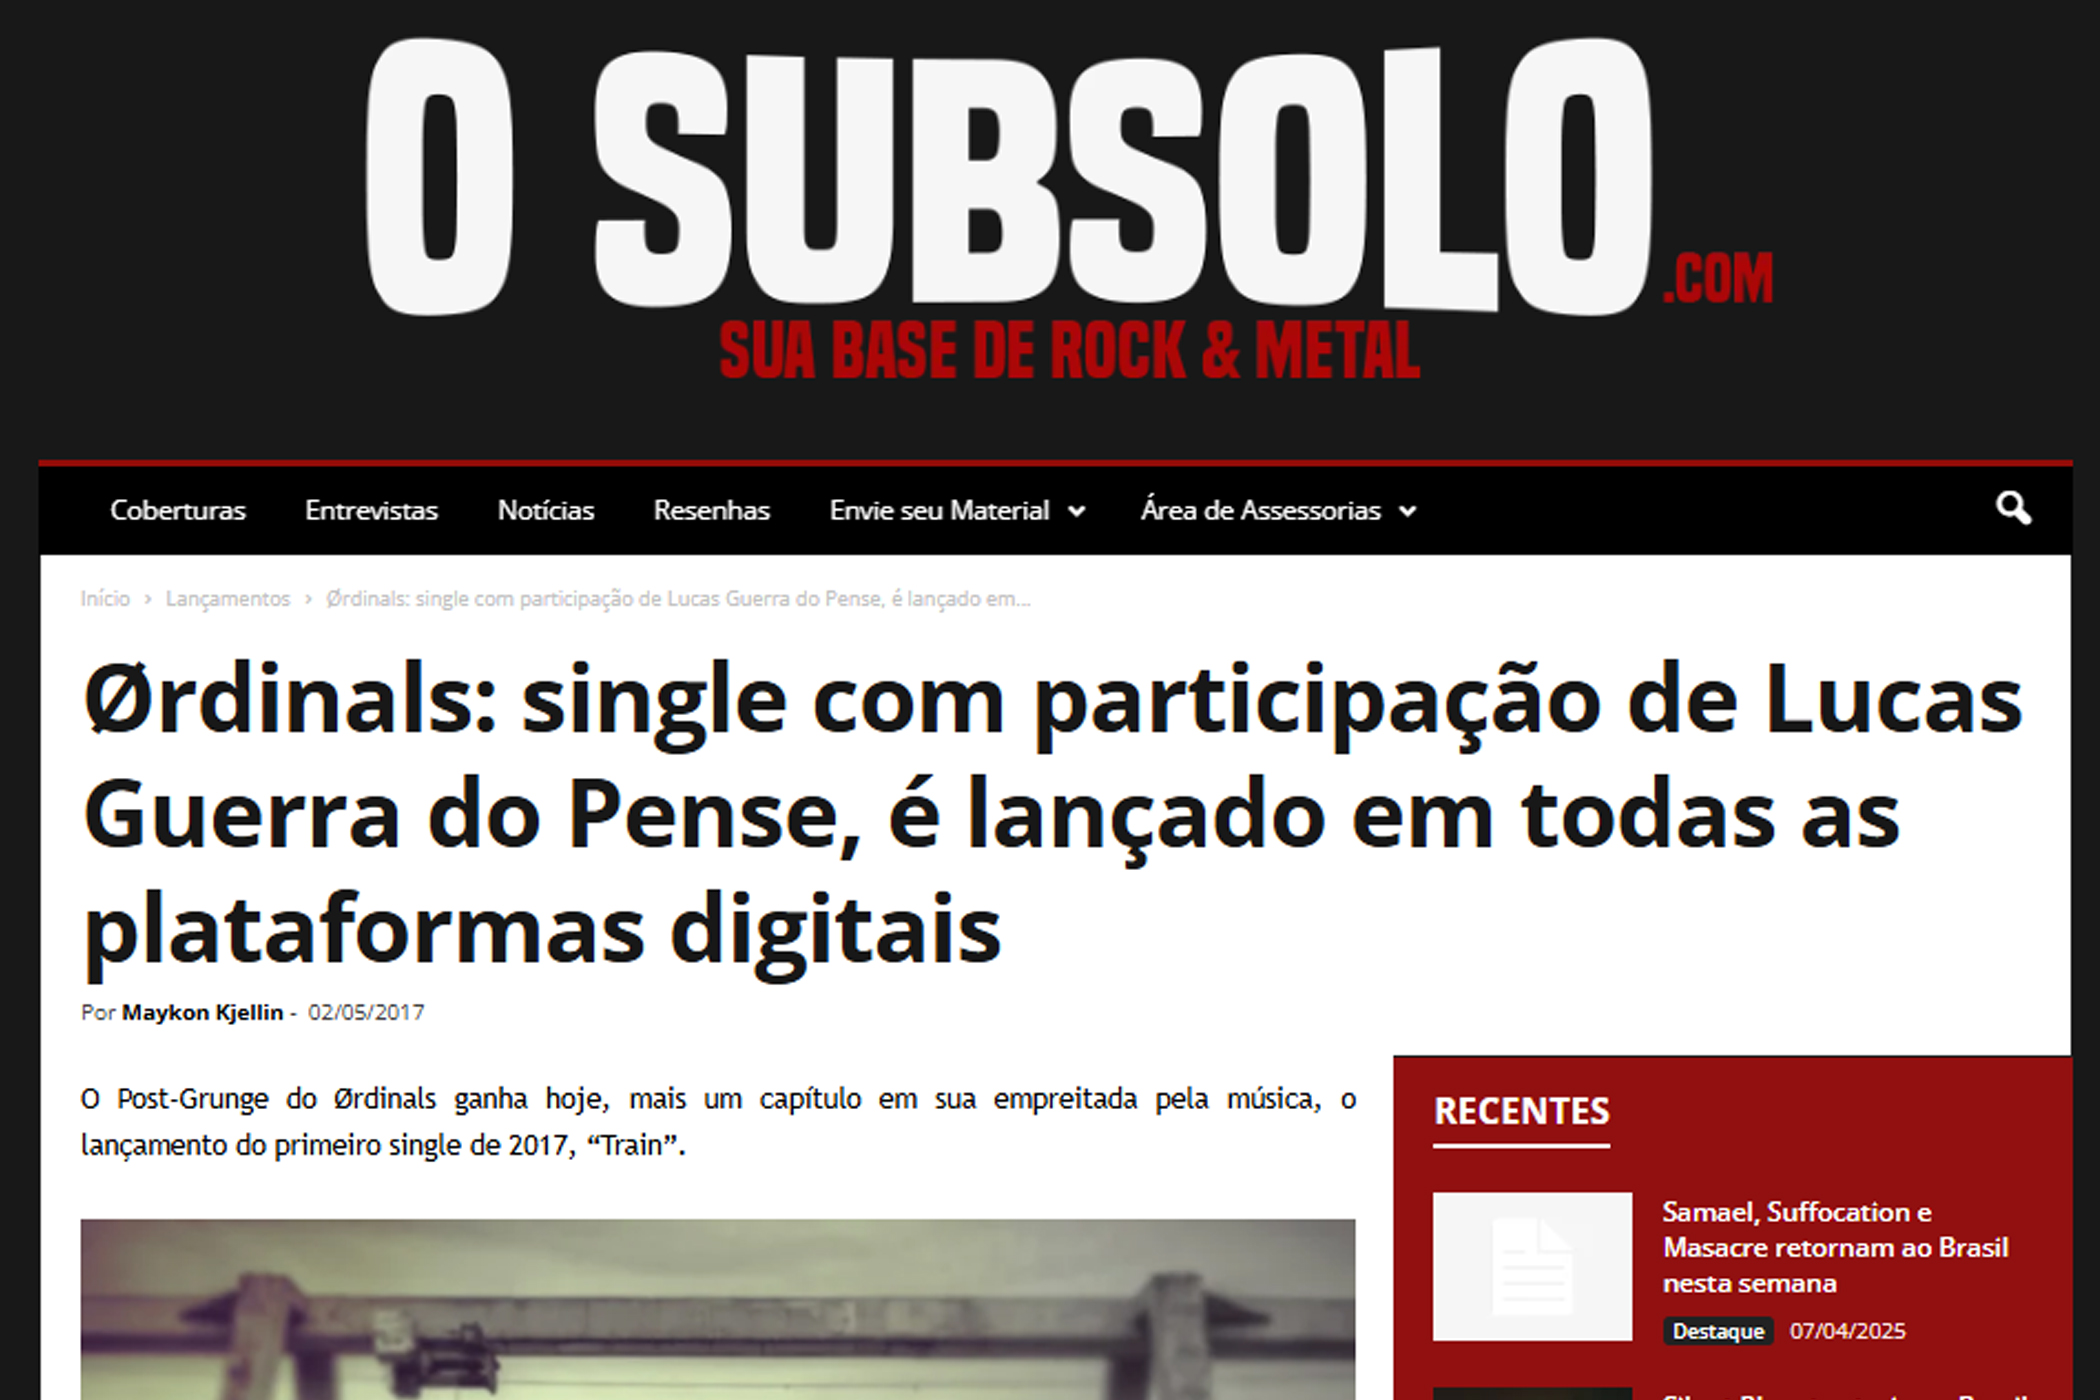 O SUBSOLO.COM
SUA BASE DE ROCK & METAL
Coberturas Entrevistas Notícias Resenhas Envie seu Material Área de Assessorias
Início › Lançamentos › Ørdinals: single com participação de Lucas Guerra do Pense, é lançado em...
Ørdinals: single com participação de Lucas
Guerra do Pense, é lançado em todas as
plataformas digitais
Por Maykon Kjellin - 02/05/2017
O Post-Grunge do Ørdinals ganha hoje, mais um capítulo em sua empreitada pela música, o
lançamento do primeiro single de 2017, “Train”.
RECENTES
Samael, Suffocation e
Masacre retornam ao Brasil
nesta semana
Destaque 07/04/2025